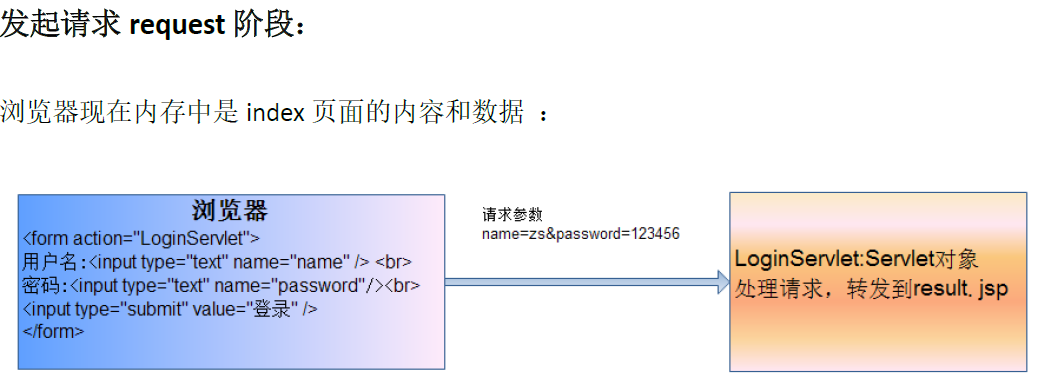 发起请求 request 阶段：
浏览器现在内存中是 index 页面的内容和数据 ：
浏览器
<form action="LoginServlet">
用户名:<input type="text" name="name" /> <br>
密码:<input type="text" name="password"/><br>
<input type="submit" value="登录" />
</form>
请求参数
name=zs&password=123456
LoginServlet:Servlet对象
处理请求，转发到result.jsp